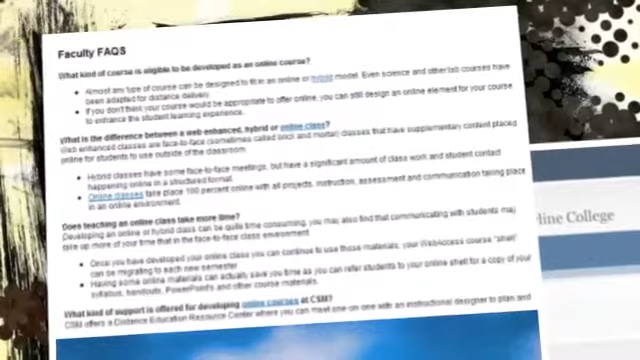 Faculty FAQS
What kind of course is eligible to be developed as an online course?
Almost any type of course can be designed to fit in an online or hybrid model. Even science and other lab courses have
been adapted for distance delivery.
If you don't think your course would be appropriate to offer online, you can still design an online element for your course
to enhance the student learning experience.
What is the difference between a web enhanced, hybrid or online class?
Web enhanced classes are face-to-face (sometimes called brick and mortar) classes that have supplementary content placed
online for students to use outside of the classroom.
Hybrid classes have some face-to-face meetings, but have a significant amount of class work and student contact
happening online in a structured format.
Online classes take place 100 percent online with all projects, instruction, assessment and communication taking place
in an online environment.
Does teaching an online class take more time?
Developing an online or hybrid class can be quite time consuming, you may also find that communicating with students may
take up more of your time that in the face-to-face class environment.
Once you have developed your online class you can continue to use those materials, your WebAccess course "shell"
can be migrating to each new semester.
Having some online materials can actually save you time as you can refer students to your online shell for a copy of your
syllabus, handouts, PowerPoints and other course materials.
What kind of support is offered for developing online courses at CSM?
CSM offers a Distance Education Resource Center where you can meet one-on-one with an instructional designer to plan and
line College